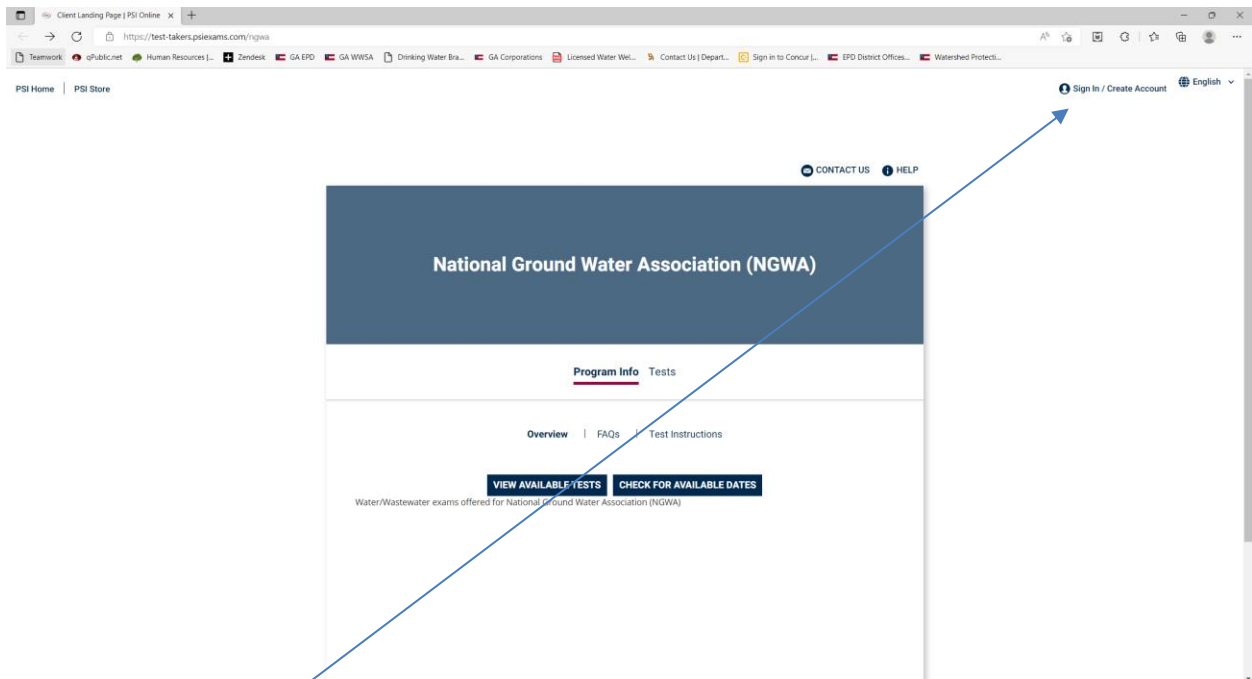 Client Landing Page | PSI Online
https://test-takers.psiexams.com/ngwa
Teamwork qPublic.net Human Resources |... Zendesk GA EPD GA WWSA Drinking Water Bra... GA Corporations Licensed Water Wel... Contact Us | Depart... Sign in to Concur |... EPD District Offices... Watershed Protecti...
PSI Home | PSI Store Sign In / Create Account English
CONTACT US HELP
National Ground Water Association (NGWA)
Program Info Tests
Overview | FAQs | Test Instructions
VIEW AVAILABLE TESTS CHECK FOR AVAILABLE DATES
Water/Wastewater exams offered for National Ground Water Association (NGWA)